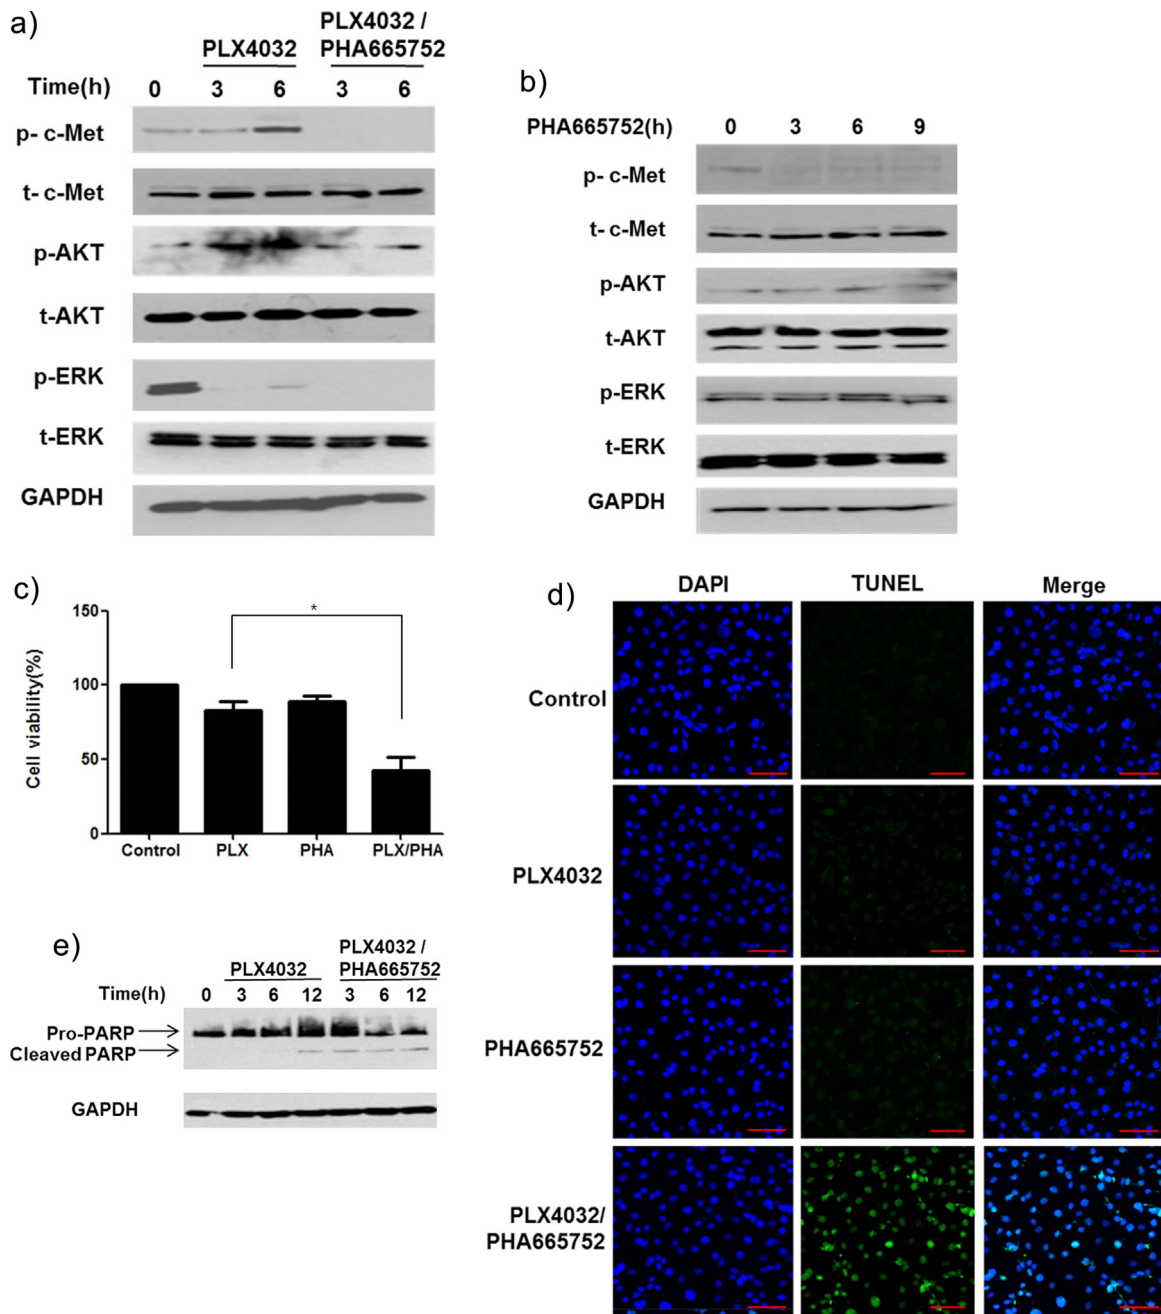 a)
PLX4032
PLX4032 /
PHA665752
Time(h) 0 3 6 3 6
p- c-Met
t- c-Met
p-AKT
t-AKT
p-ERK
t-ERK
GAPDH
b)
PHA665752(h) 0 3 6 9
p- c-Met
t- c-Met
p-AKT
t-AKT
p-ERK
t-ERK
GAPDH
c)
Cell viability(%)
150
100
50
0
*
Control PLX PHA PLX/PHA
d)
DAPI TUNEL Merge
Control
PLX4032
PHA665752
PLX4032/
PHA665752
e)
PLX4032
PLX4032 /
PHA665752
Time(h) 0 3 6 12 3 6 12
Pro-PARP
Cleaved PARP
GAPDH